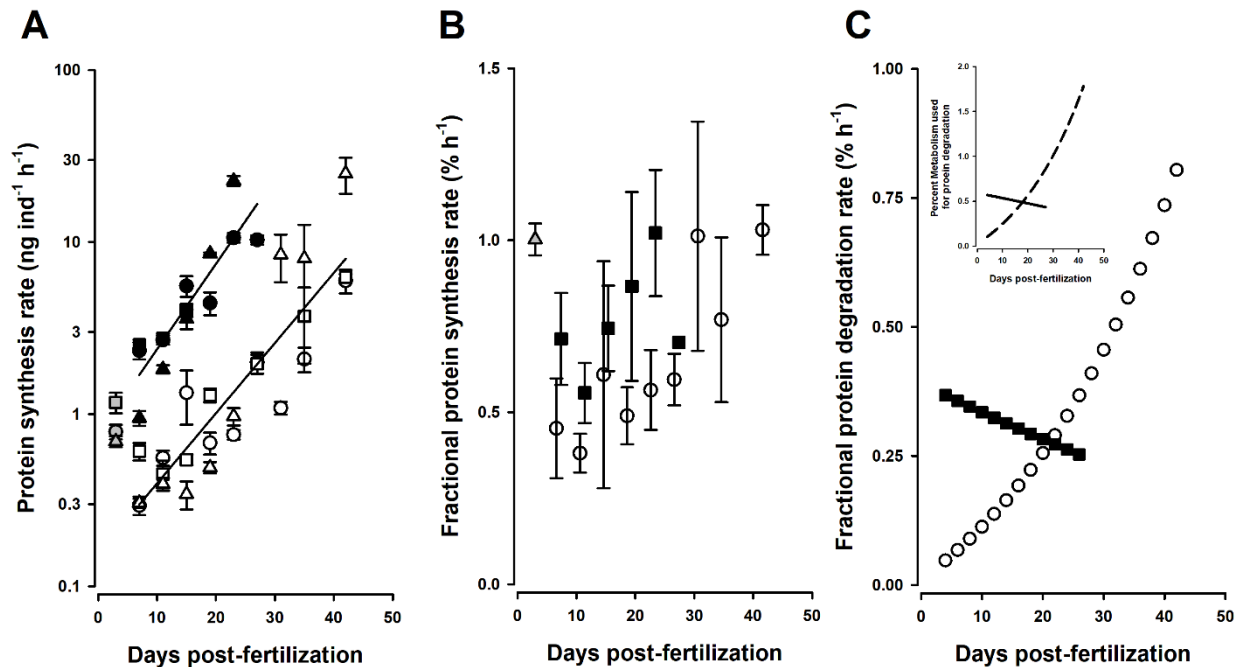 A
Protein synthesis rate (ng ind⁻¹ h⁻¹)
100
30
10
3
1
0.3
0.1
0 10 20 30 40 50
Days post-fertilization
B
Fractional protein synthesis rate (% h⁻¹)
1.5
1.0
0.5
0.0
0 10 20 30 40 50
Days post-fertilization
C
Fractional protein degradation rate (% h⁻¹)
1.00
0.75
0.50
0.25
0.00
0 10 20 30 40 50
Days post-fertilization
Percent Metabolism used
for proein degradation
2.0
1.5
1.0
0.5
0.0
0 10 20 30 40 50
Days post-fertilization